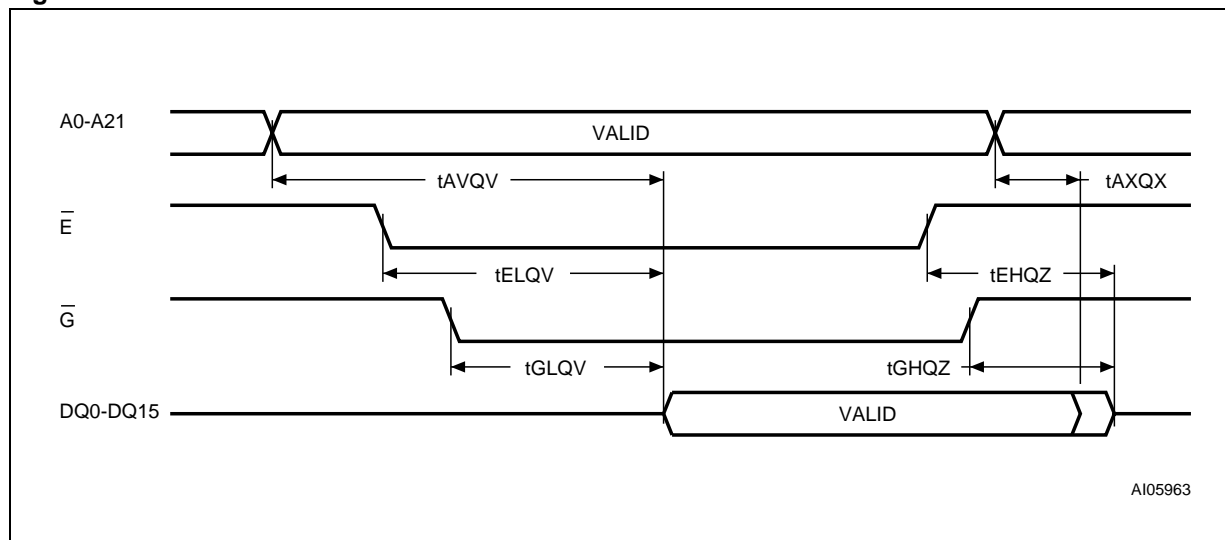 A0-A21
VALID
tAVQV
tAXQX
E
tELQV
tEHQZ
G
tGLQV
tGHQZ
DQ0-DQ15
VALID
AI05963